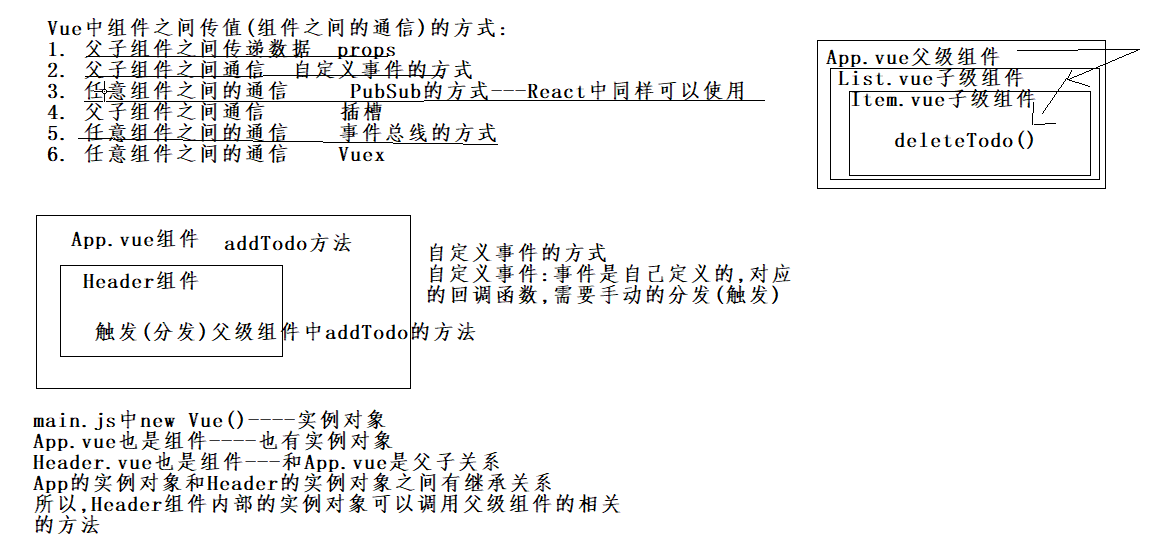 Vue中组件之间传值(组件之间的通信)的方式:
1. 父子组件之间传递数据 props
2. 父子组件之间通信 自定义事件的方式
3. 任意组件之间的通信 PubSub的方式---React中同样可以使用
4. 父子组件之间通信 插槽
5. 任意组件之间的通信 事件总线的方式
6. 任意组件之间的通信 Vuex
App.vue父级组件
List.vue子级组件
Item.vue子级组件
deleteTodo()
App.vue组件 addTodo方法
Header组件
触发(分发)父级组件中addTodo的方法
自定义事件的方式
自定义事件:事件是自己定义的,对应
的回调函数,需要手动的分发(触发)
main.js中new Vue()----实例对象
App.vue也是组件----也有实例对象
Header.vue也是组件---和App.vue是父子关系
App的实例对象和Header的实例对象之间有继承关系
所以,Header组件内部的实例对象可以调用父级组件的相关
的方法